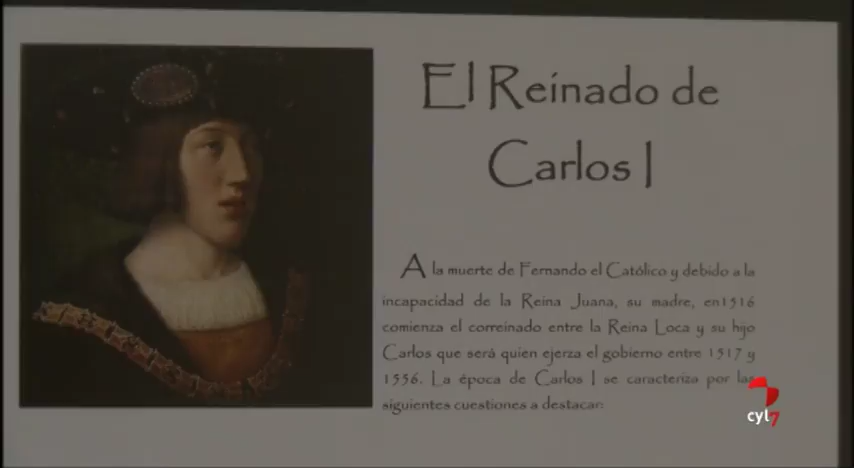 El Reinado de
Carlos I
A la muerte de Fernando el Católico y debido a la
incapacidad de la Reina Juana, su madre, en1516
comienza el correinado entre la Reina Loca y su hijo
Carlos que será quien ejerza el gobierno entre 1517 y
1556. La época de Carlos I se caracteriza por las
siguientes cuestiones a destacar:
cyl7